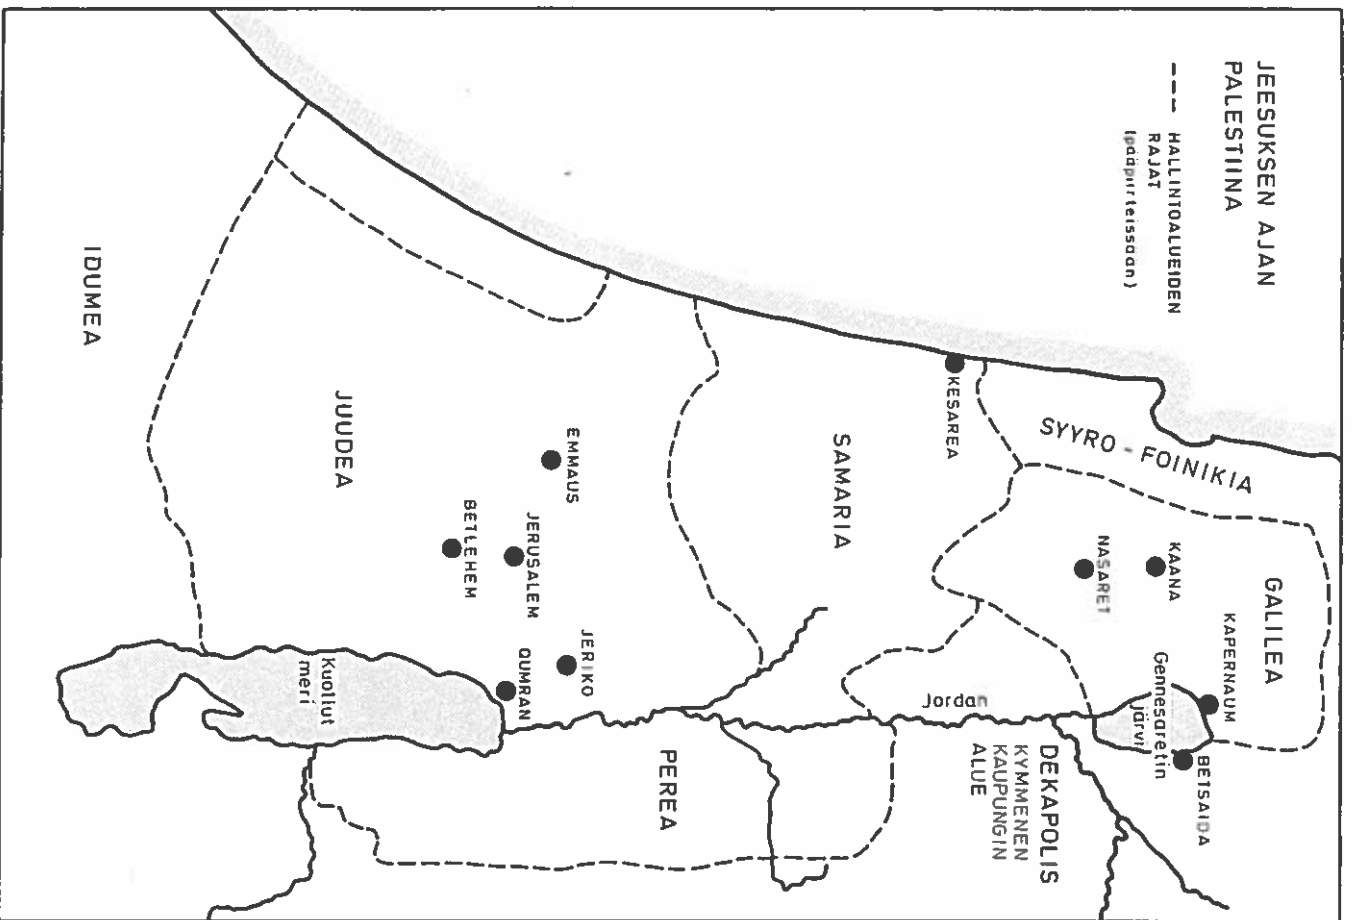 JEESUKSEN AJAN
PALESTIINA
HALLINTOALUEIDEN
RAJAT
(pääpiirteissään)
SYYRO-FOINIKIA
GALILEA
KAPERNAUM
KAANA
NASARET
Gennesaretin
järvi
BETSAIDA
KESAREA
SAMARIA
Jordan
DEKAPOLIS
KYMMENEN
KAUPUNGIN
ALUE
PEREA
EMMAUS
JERUSALEM
JERIKO
QUMRAN
BETLEHEM
JUUDEA
Kuollut
meri
IDUMEA